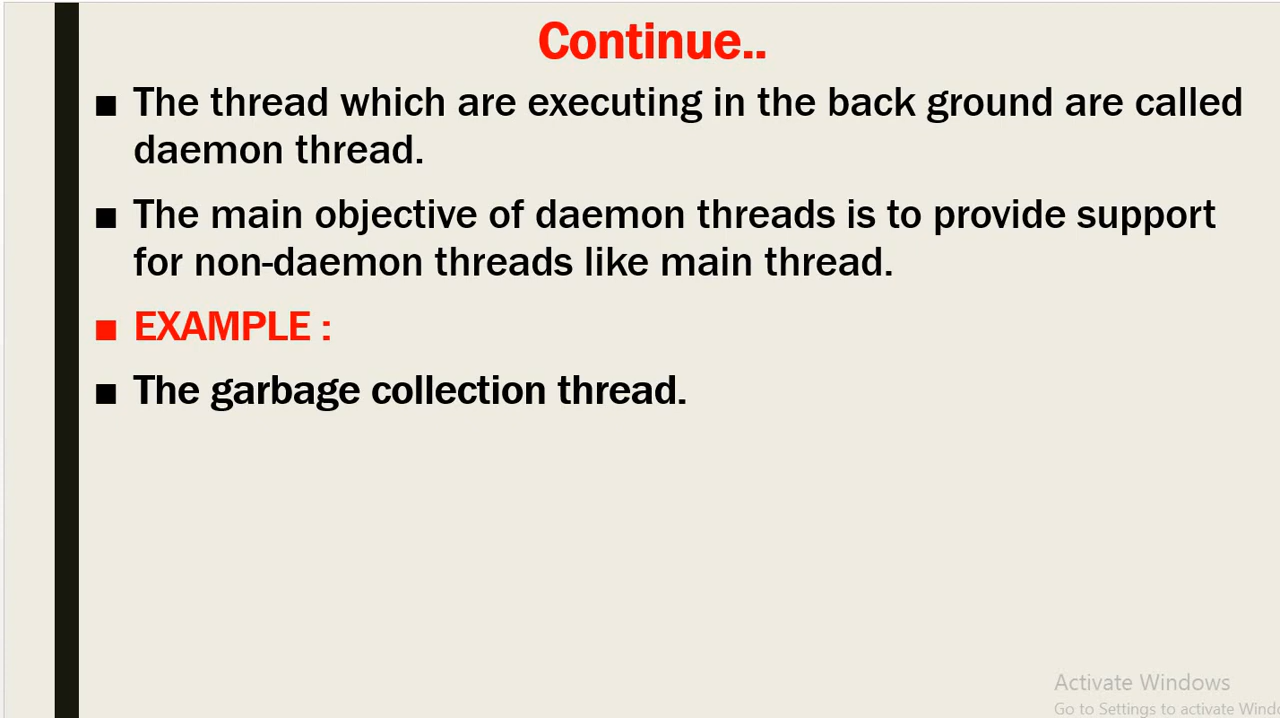 Continue..
■ The thread which are executing in the back ground are called
daemon thread.
■ The main objective of daemon threads is to provide support
for non-daemon threads like main thread.
■ EXAMPLE :
■ The garbage collection thread.
Activate Windows
Go to Settings to activate